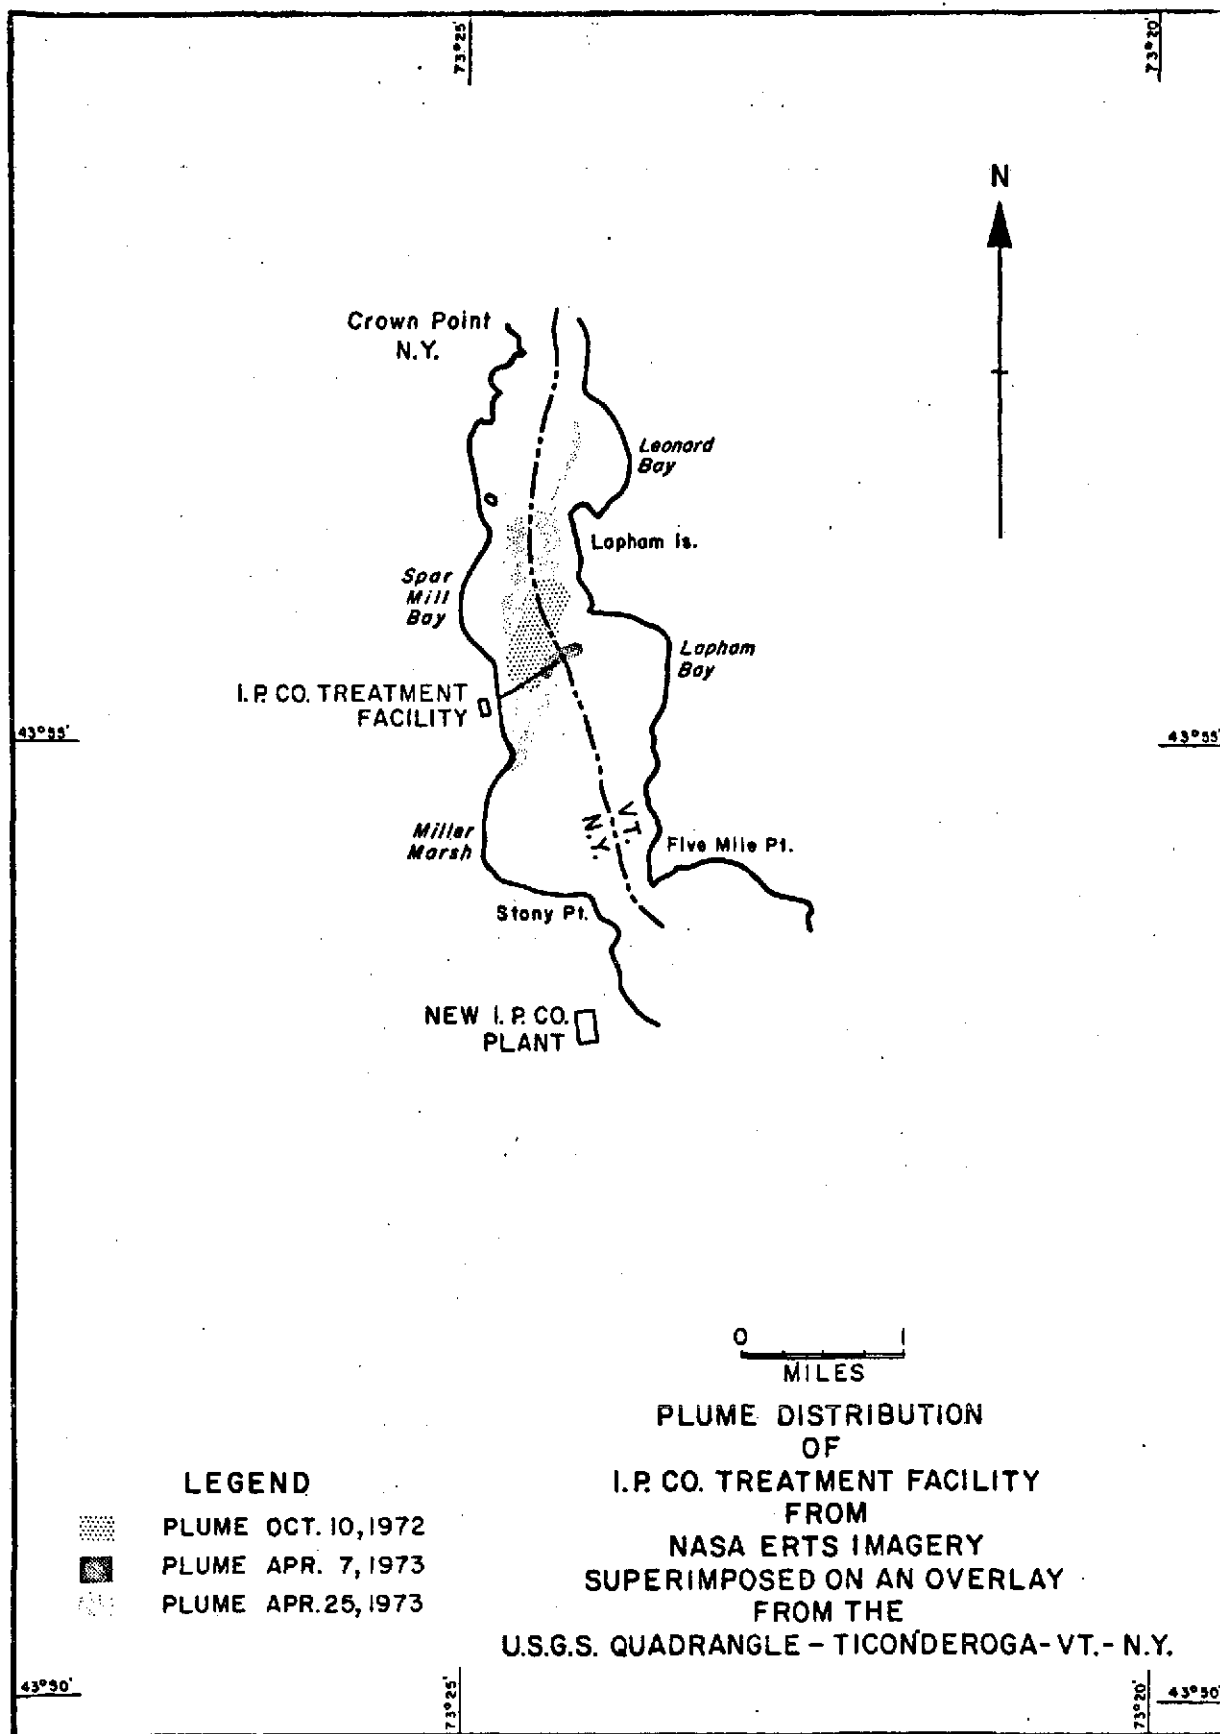 73°25'
73°20'
N
Crown Point
N.Y.
Leonard
Bay
Lapham Is.
Spar
Mill
Bay
Lapham
Bay
I.P. CO. TREATMENT
FACILITY
43°55'
43°55'
VT.
N.Y.
Miller
Marsh
Five Mile Pt.
Stony Pt.
NEW I.P. CO.
PLANT
0 1
MILES
PLUME DISTRIBUTION
OF
I.P. CO. TREATMENT FACILITY
FROM
NASA ERTS IMAGERY
SUPERIMPOSED ON AN OVERLAY
FROM THE
U.S.G.S. QUADRANGLE - TICONDEROGA - VT. - N.Y.
LEGEND
PLUME OCT. 10, 1972
PLUME APR. 7, 1973
PLUME APR. 25, 1973
43°50'
73°25'
73°20'
43°50'